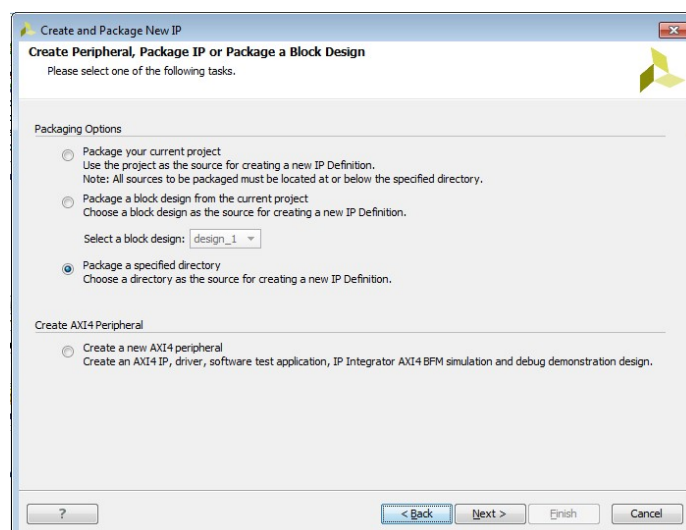 Create and Package New IP
Create Peripheral, Package IP or Package a Block Design
Please select one of the following tasks.
Packaging Options
Package your current project
Use the project as the source for creating a new IP Definition.
Note: All sources to be packaged must be located at or below the specified directory.
Package a block design from the current project
Choose a block design as the source for creating a new IP Definition.
Select a block design: design_1
Package a specified directory
Choose a directory as the source for creating a new IP Definition.
Create AXI4 Peripheral
Create a new AXI4 peripheral
Create an AXI4 IP, driver, software test application, IP Integrator AXI4 BFM simulation and debug demonstration design.
? < Back Next > Finish Cancel